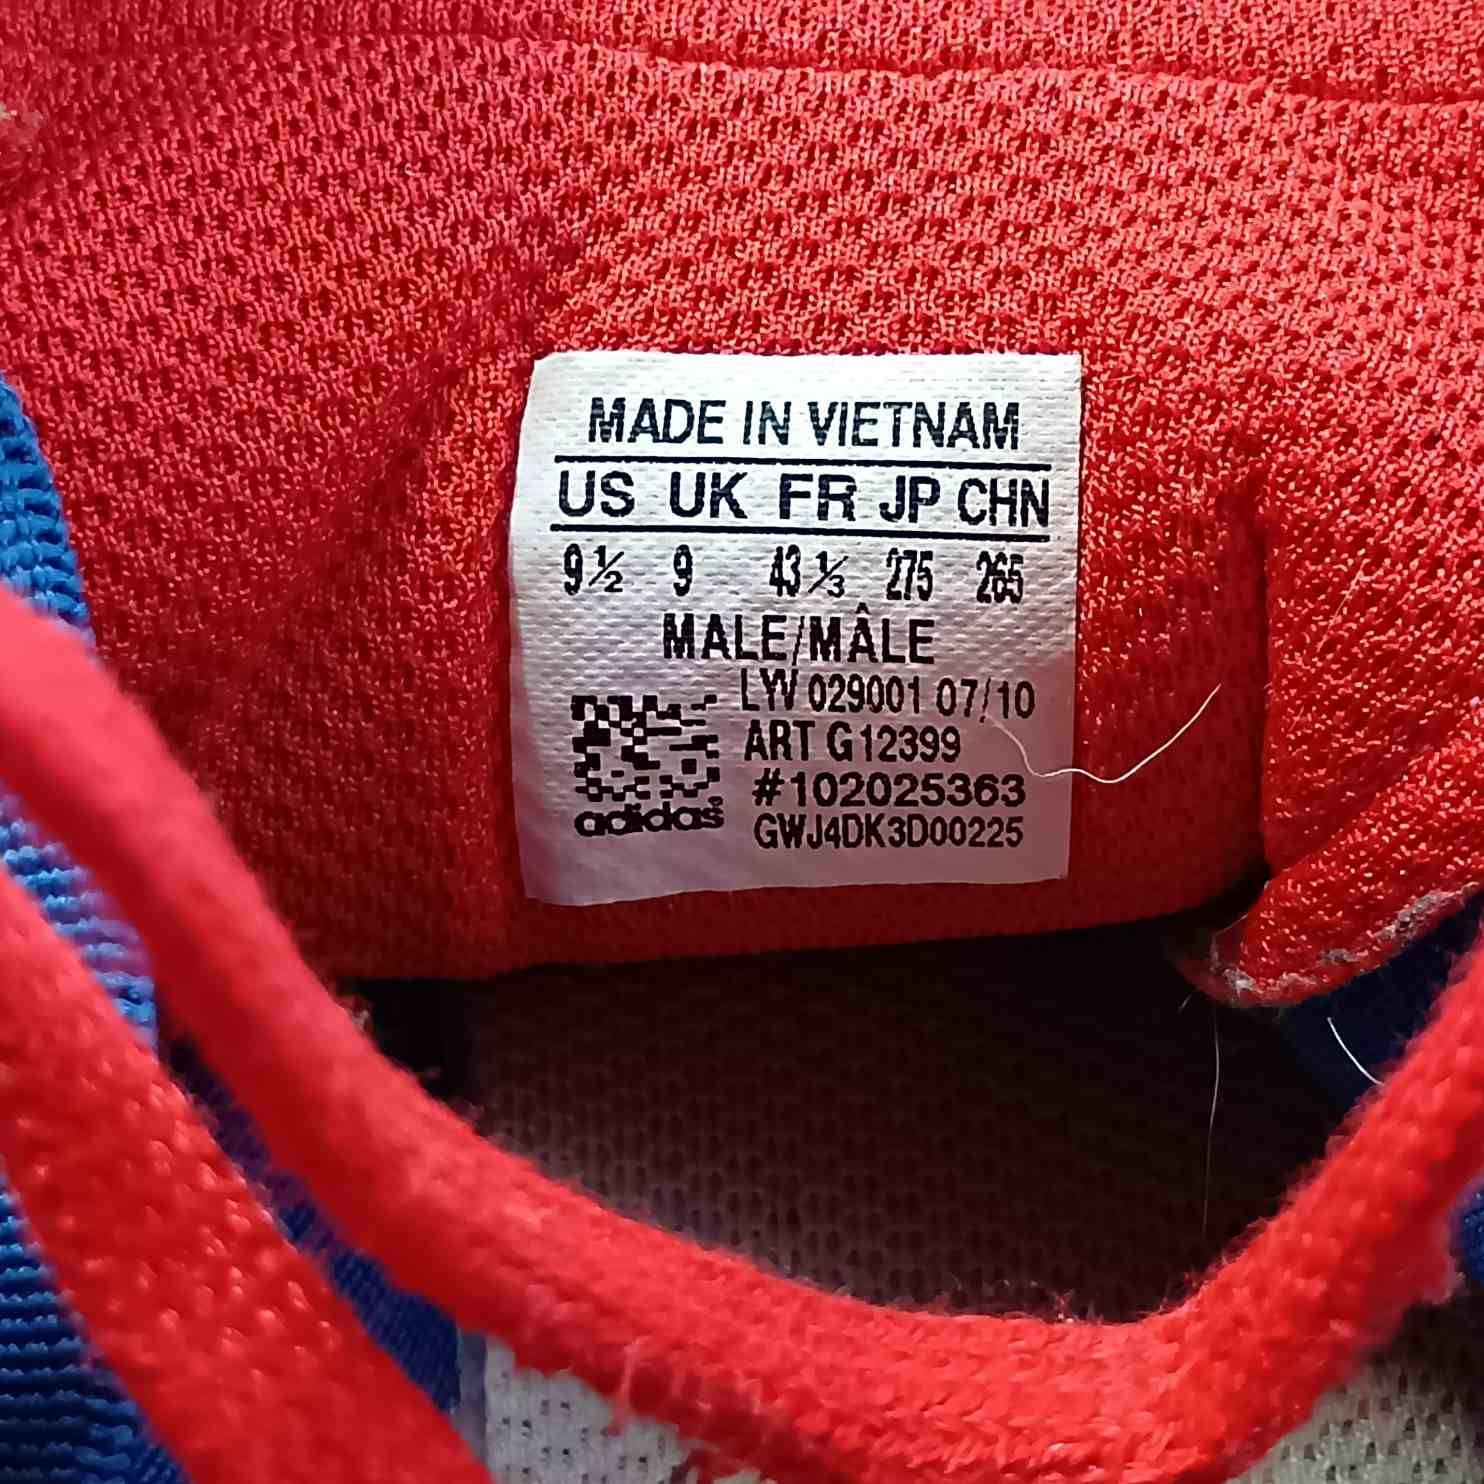 MADE IN VIETNAM
US UK FR JP CHN
9½ 9 43⅓ 275 265
MALE/MÂLE
LYV 029001 07/10
ART G12399
#102025363
adidas
GWJ4DK3D00225